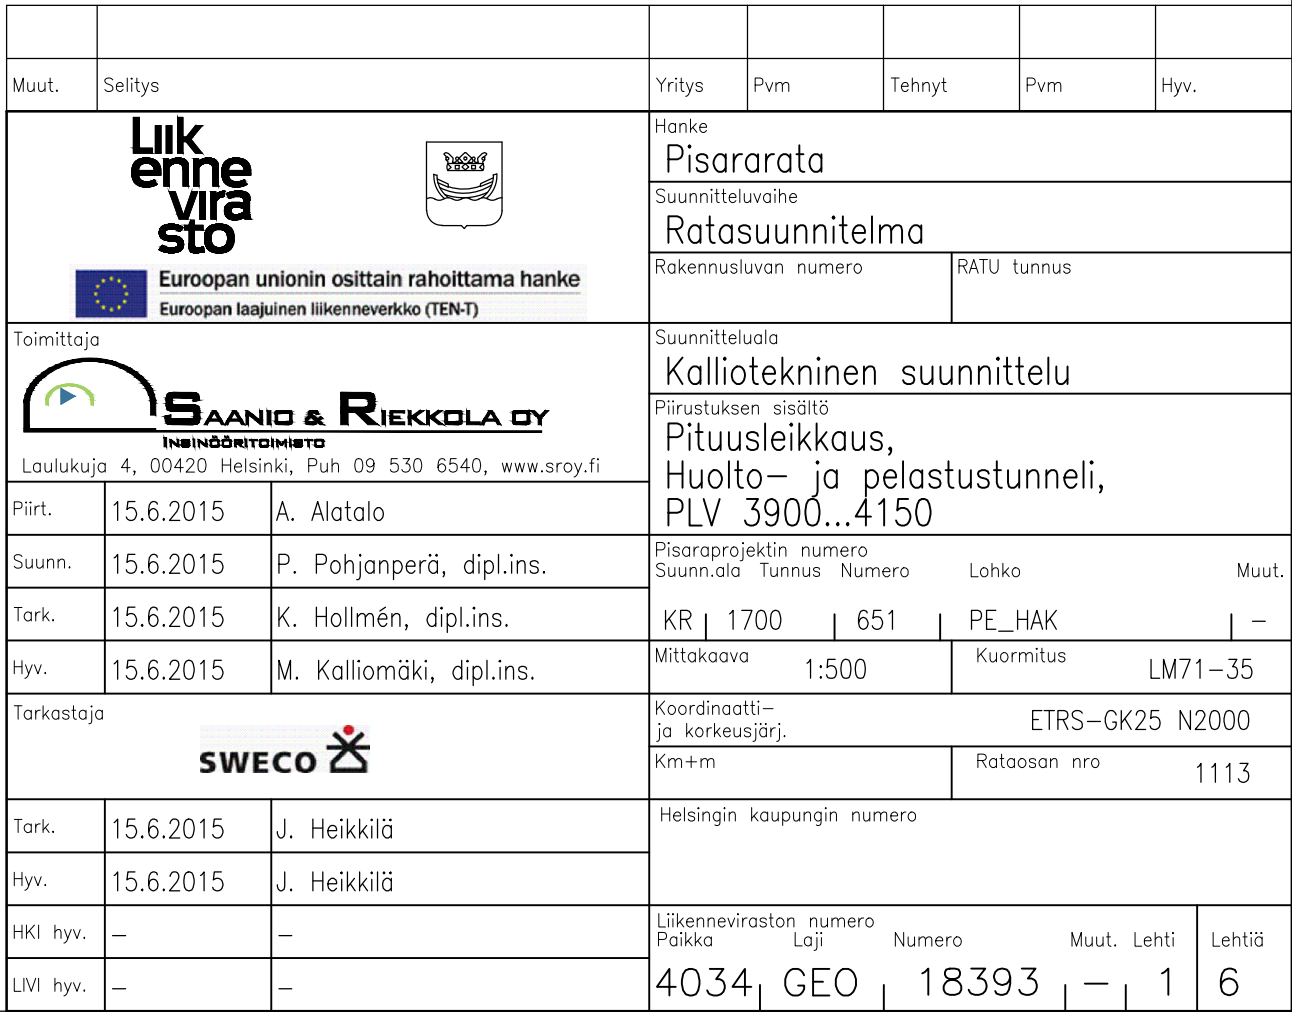 Muut. Selitys Yritys Pvm Tehnyt Pvm Hyv.
Liik
enne
vira
sto
Euroopan unionin osittain rahoittama hanke
Euroopan laajuinen liikenneverkko (TEN-T)
Hanke
Pisararata
Suunnitteluvaihe
Ratasuunnitelma
Rakennusluvan numero RATU tunnus
Toimittaja
SAANIO & RIEKKOLA OY
INSINÖÖRITOIMISTO
Laulukuja 4, 00420 Helsinki, Puh 09 530 6540, www.sroy.fi
Suunnitteluala
Kalliotekninen suunnittelu
Piirustuksen sisältö
Pituusleikkaus,
Huolto- ja pelastustunneli,
PLV 3900...4150
Piirt. 15.6.2015 A. Alatalo
Suunn. 15.6.2015 P. Pohjanperä, dipl.ins.
Tark. 15.6.2015 K. Hollmén, dipl.ins.
Hyv. 15.6.2015 M. Kalliomäki, dipl.ins.
Pisaraprojektin numero
Suunn.ala Tunnus Numero Lohko Muut.
KR 1700 651 PE_HAK -
Mittakaava 1:500 Kuormitus LM71-35
Tarkastaja
SWECO
Koordinaatti-
ja korkeusjärj. ETRS-GK25 N2000
Km+m Rataosan nro 1113
Tark. 15.6.2015 J. Heikkilä
Hyv. 15.6.2015 J. Heikkilä
HKI hyv. - -
LIVI hyv. - -
Helsingin kaupungin numero
Liikenneviraston numero
Paikka Laji Numero Muut. Lehti Lehtiä
4034 GEO 18393 - 1 6